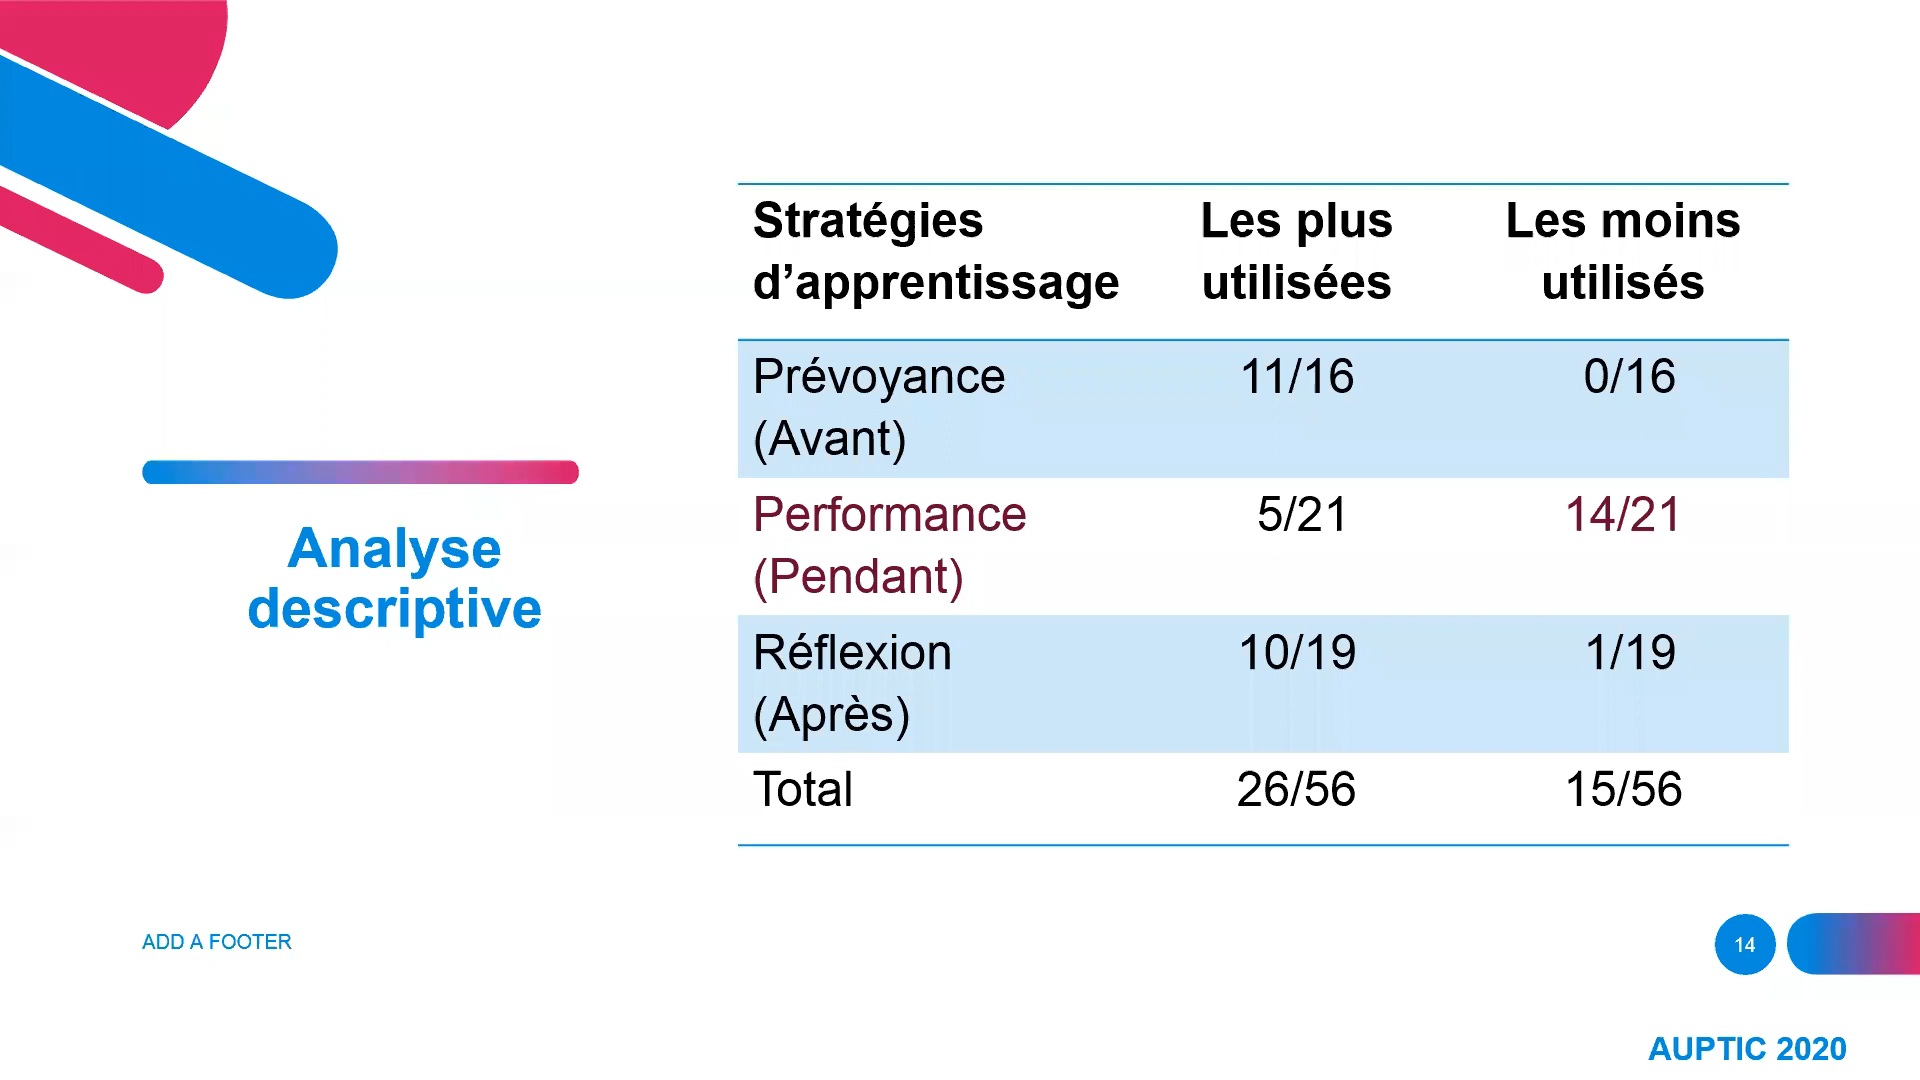 Analyse
descriptive
Stratégies d’apprentissage Les plus utilisées Les moins utilisés
Prévoyance (Avant) 11/16 0/16
Performance (Pendant) 5/21 14/21
Réflexion (Après) 10/19 1/19
Total 26/56 15/56
ADD A FOOTER
14
AUPTIC 2020